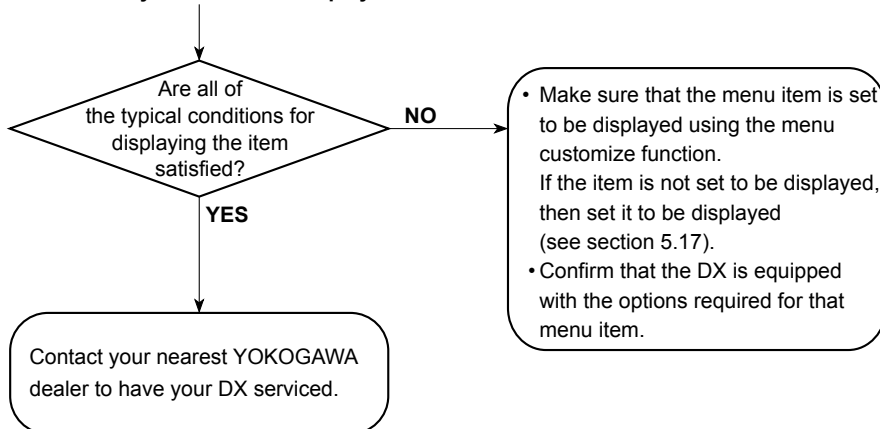 Are all of
the typical conditions for
displaying the item
satisfied?
NO
YES
• Make sure that the menu item is set
to be displayed using the menu
customize function.
If the item is not set to be displayed,
then set it to be displayed
(see section 5.17).
• Confirm that the DX is equipped
with the options required for that
menu item.
Contact your nearest YOKOGAWA
dealer to have your DX serviced.